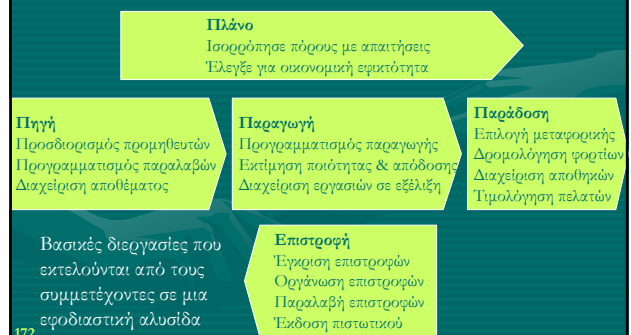 Πλάνο
Ισορρόπησε πόρους με απαιτήσεις
Έλεγξε για οικονομική εφικτότητα
Πηγή
Προσδιορισμός προμηθευτών
Προγραμματισμός παραλαβών
Διαχείριση αποθέματος
Παραγωγή
Προγραμματισμός παραγωγής
Εκτίμηση ποιότητας & απόδοσης
Διαχείριση εργασιών σε εξέλιξη
Παράδοση
Επιλογή μεταφορικής
Δρομολόγηση φορτίων
Διαχείριση αποθηκών
Τιμολόγηση πελατών
Βασικές διεργασίες που
εκτελούνται από τους
συμμετέχοντες σε μια
εφοδιαστική αλυσίδα
Επιστροφή
Έγκριση επιστροφών
Οργάνωση επιστροφών
Παραλαβή επιστροφών
Έκδοση πιστωτικού
172